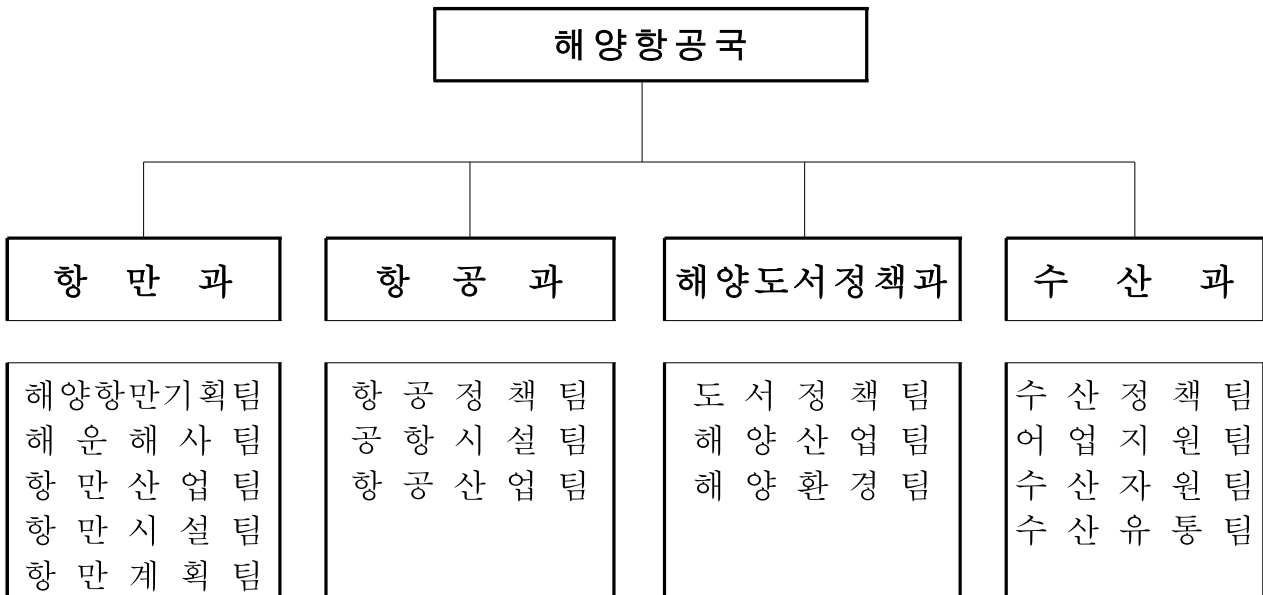 해양항공국
항 만 과
항 공 과
해양도서정책과
수 산 과
해양항만기획팀
해 운 해 사 팀
항 만 산 업 팀
항 만 시 설 팀
항 만 계 획 팀
항 공 정 책 팀
공 항 시 설 팀
항 공 산 업 팀
도 서 정 책 팀
해 양 산 업 팀
해 양 환 경 팀
수 산 정 책 팀
어 업 지 원 팀
수 산 자 원 팀
수 산 유 통 팀